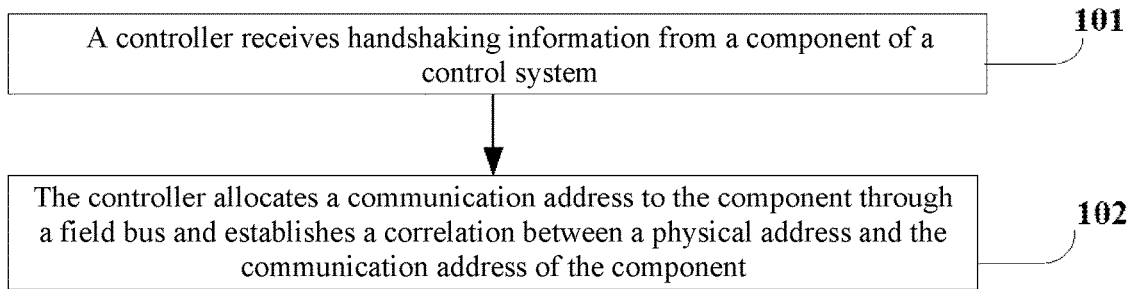 A controller receives handshaking information from a component of a
control system
101
The controller allocates a communication address to the component through
a field bus and establishes a correlation between a physical address and the
communication address of the component
102